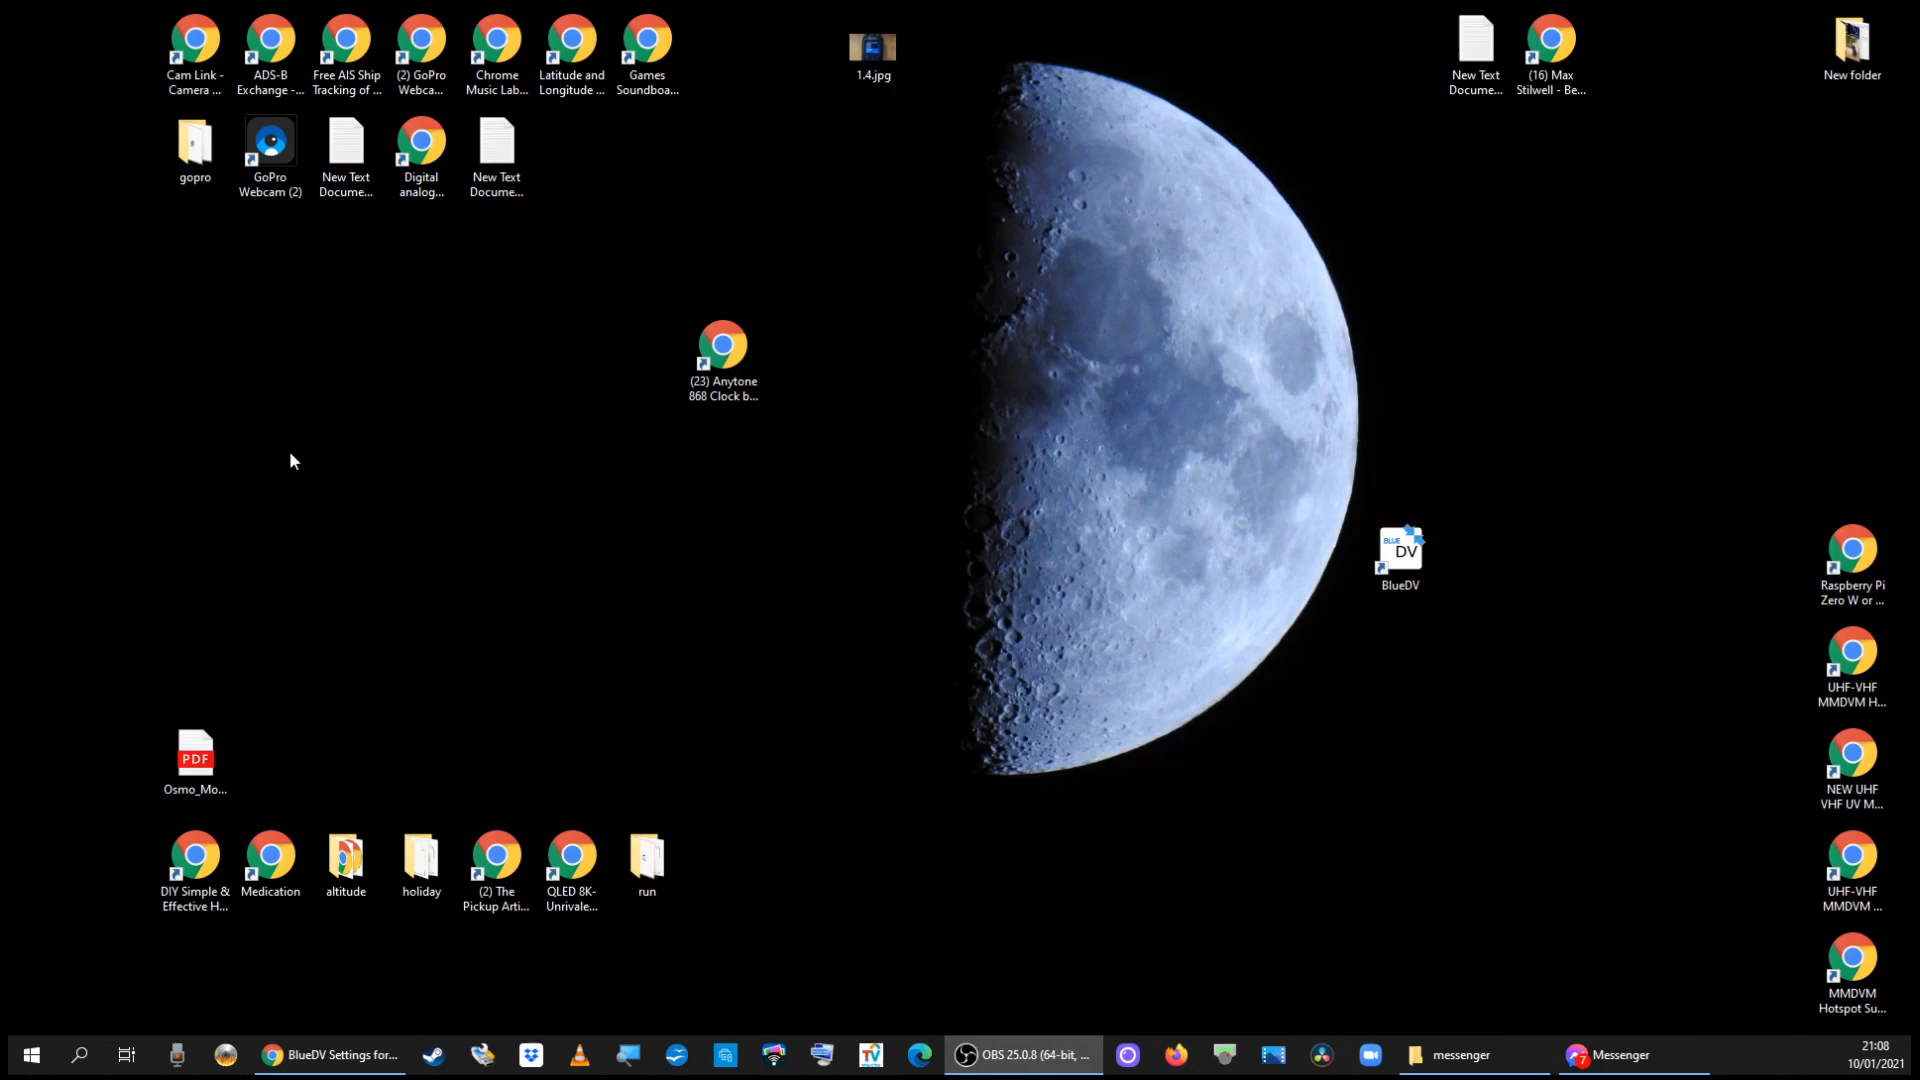 Cam Link -
Camera ...
ADS-B
Exchange -...
Free AIS Ship
Tracking of ...
(2) GoPro
Webca...
Chrome
Music Lab...
Latitude and
Longitude ...
Games
Soundboa...
1.4.jpg
New Text
Docume...
(16) Max
Stilwell - Be...
New folder
gopro
GoPro
Webcam (2)
New Text
Docume...
Digital
analog...
New Text
Docume...
(23) Anytone
868 Clock b...
BLUE
DV
BlueDV
Raspberry Pi
Zero W or ...
UHF-VHF
MMDVM H...
PDF
Osmo_Mo...
NEW UHF
VHF UV M...
DIY Simple &
Effective H...
Medication
altitude
holiday
(2) The
Pickup Arti...
QLED 8K-
Unrivale...
run
UHF-VHF
MMDVM ...
MMDVM
Hotspot Su...
BlueDV Settings for...
TV
OBS 25.0.8 (64-bit, ...
messenger
7
Messenger
21:08
10/01/2021